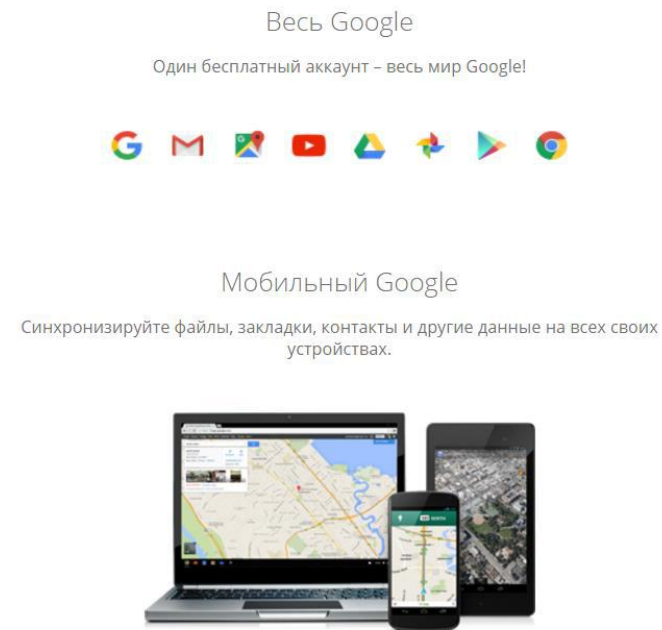 Весь Google
Один бесплатный аккаунт – весь мир Google!
Мобильный Google
Синхронизируйте файлы, закладки, контакты и другие данные на всех своих
устройствах.